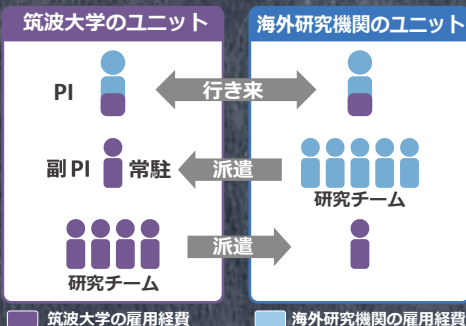 筑波大学のユニット
海外研究機関のユニット
PI
行き来
副PI
常駐
派遣
研究チーム
派遣
研究チーム
筑波大学の雇用経費
海外研究機関の雇用経費